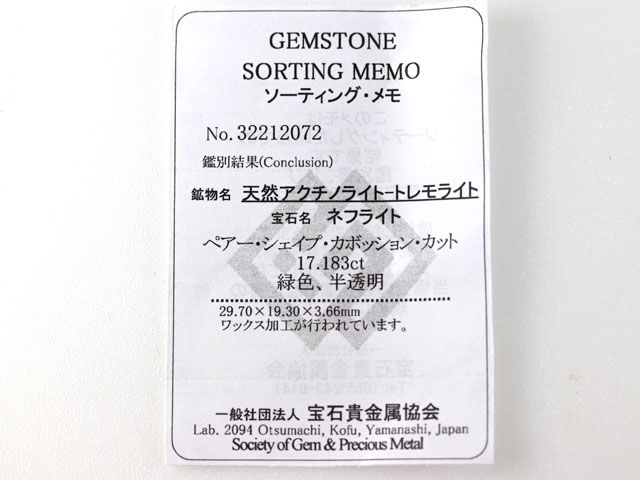 GEMSTONE
SORTING MEMO
ソーティング・メモ
No. 32212072
鑑別結果(Conclusion)
鉱物名 天然アクチノライトートレモライト
宝石名 ネフライト
ペアー・シェイプ・カボッション・カット
17.183ct
緑色、半透明
29.70×19.30×3.66mm
ワックス加工が行われています。
一般社団法人 宝石貴金属協会
Lab. 2094 Otsumachi, Kofu, Yamanashi, Japan
Society of Gem & Precious Metal